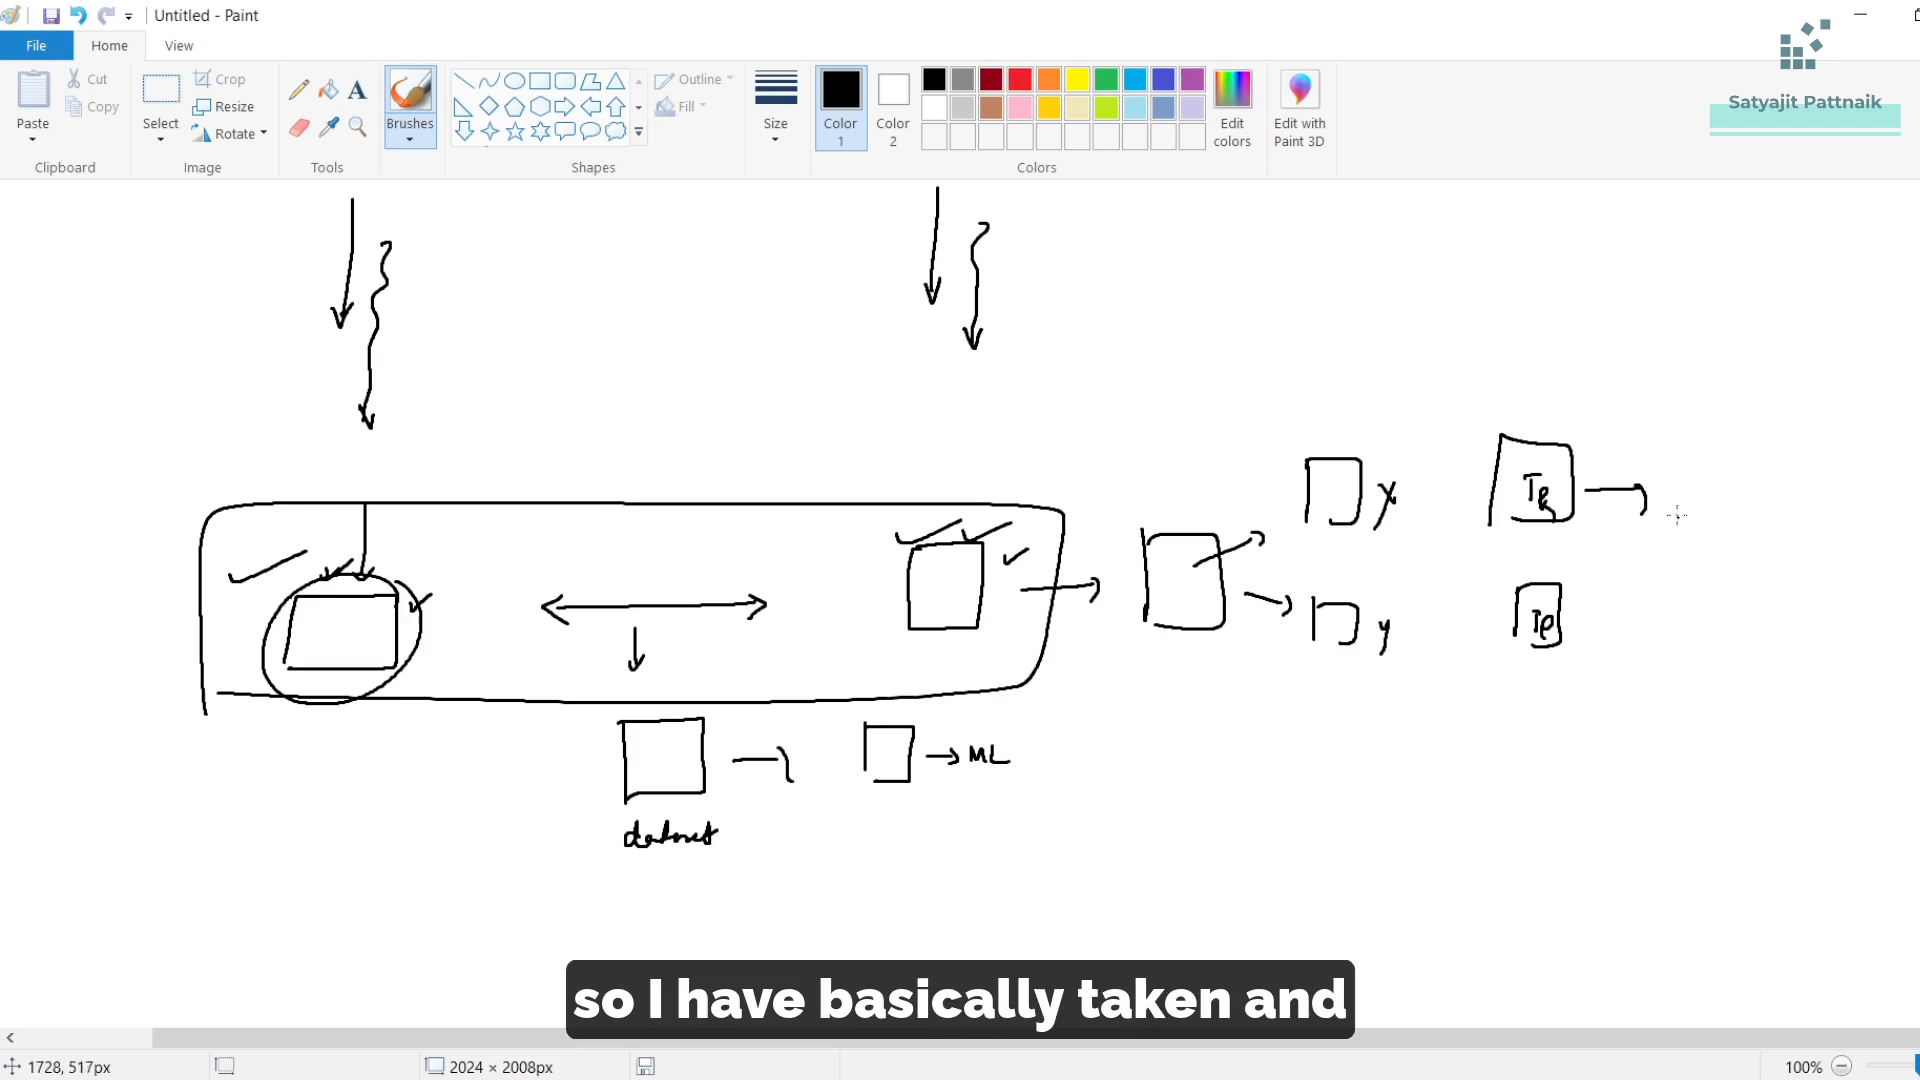 Untitled - Paint
File Home View
Cut
Copy
Paste
Clipboard
Select
Crop
Resize
Rotate
Image
Tools
Brushes
Shapes
Outline
Fill
Size
Color 1
Color 2
Edit colors
Colors
Edit with Paint 3D
Satyajit Pattnaik
x
TR
y
ML
dataset
so I have basically taken and
1728, 517px
2024 × 2008px
100%